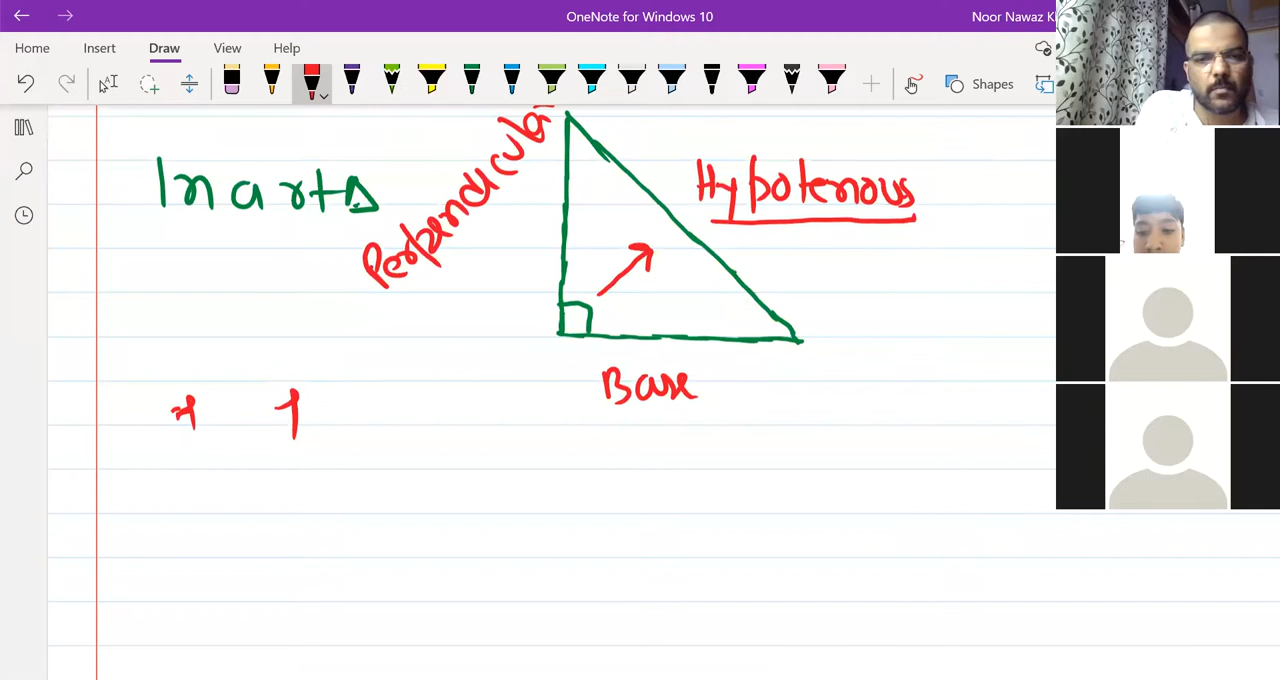 OneNote for Windows 10
Noor Nawaz K
Home Insert Draw View Help
Shapes
In a rt Δ
Perpendicular
Hypotenous
Base